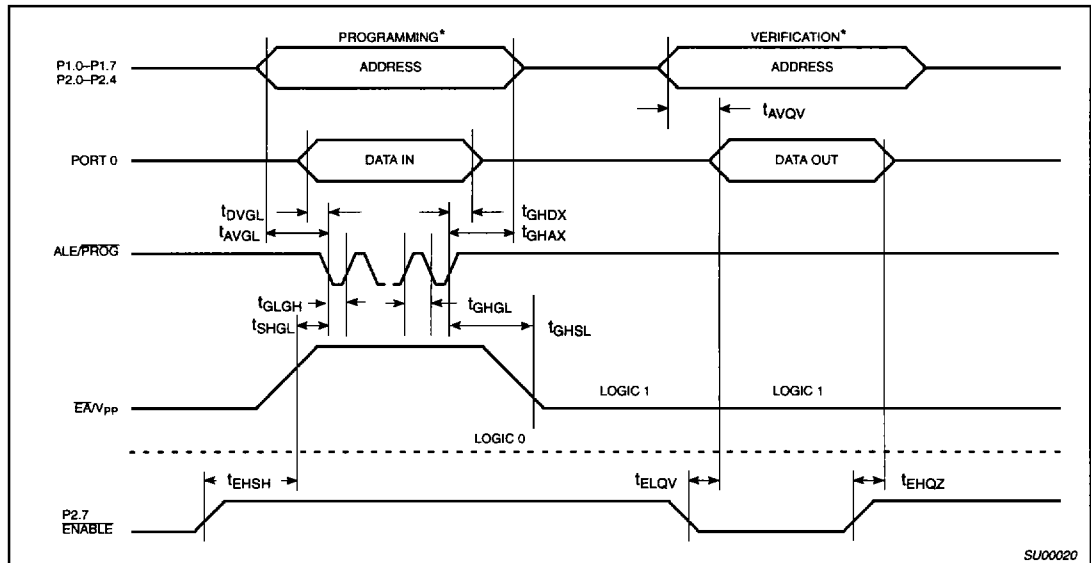 PROGRAMMING*
VERIFICATION*
P1.0–P1.7
P2.0–P2.4
ADDRESS
ADDRESS
tAVQV
PORT 0
DATA IN
DATA OUT
tDVGL
tGHDX
tAVGL
tGHAX
ALE/PROG
tGLGH
tGHGL
tSHGL
tGHSL
LOGIC 1
LOGIC 1
EA/VPP
LOGIC 0
tEHSH
tELQV
tEHQZ
P2.7
ENABLE
SU00020